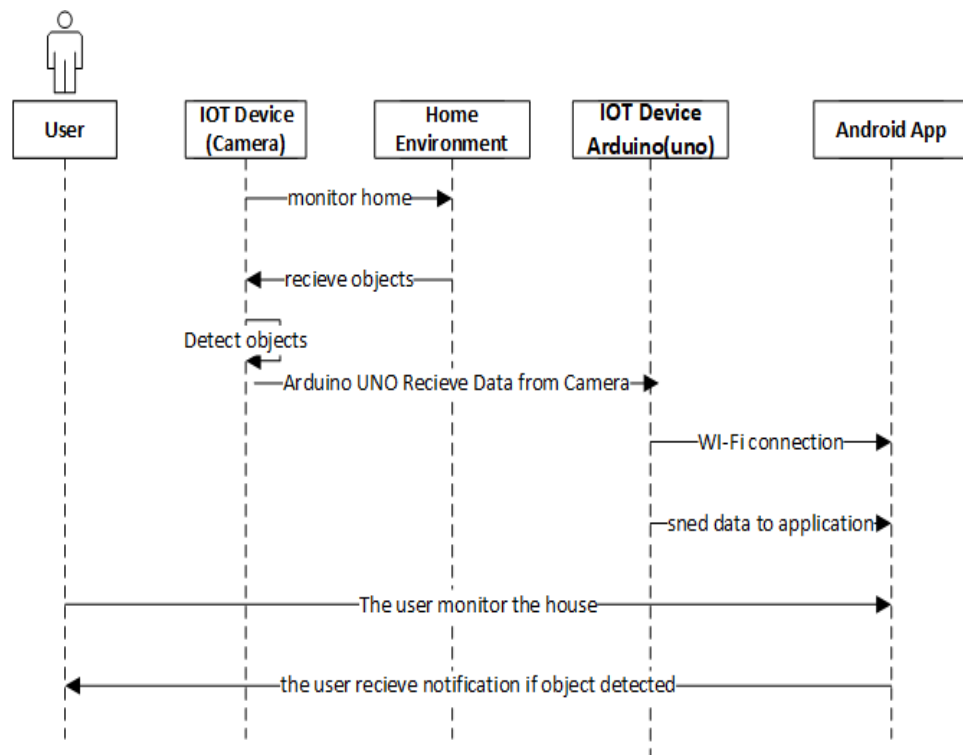 User
IOT Device
(Camera)
Home
Environment
IOT Device
Arduino(uno)
Android App
monitor home
recieve objects
Detect objects
Arduino UNO Recieve Data from Camera
WI-Fi connection
sned data to application
The user monitor the house
the user recieve notification if object detected